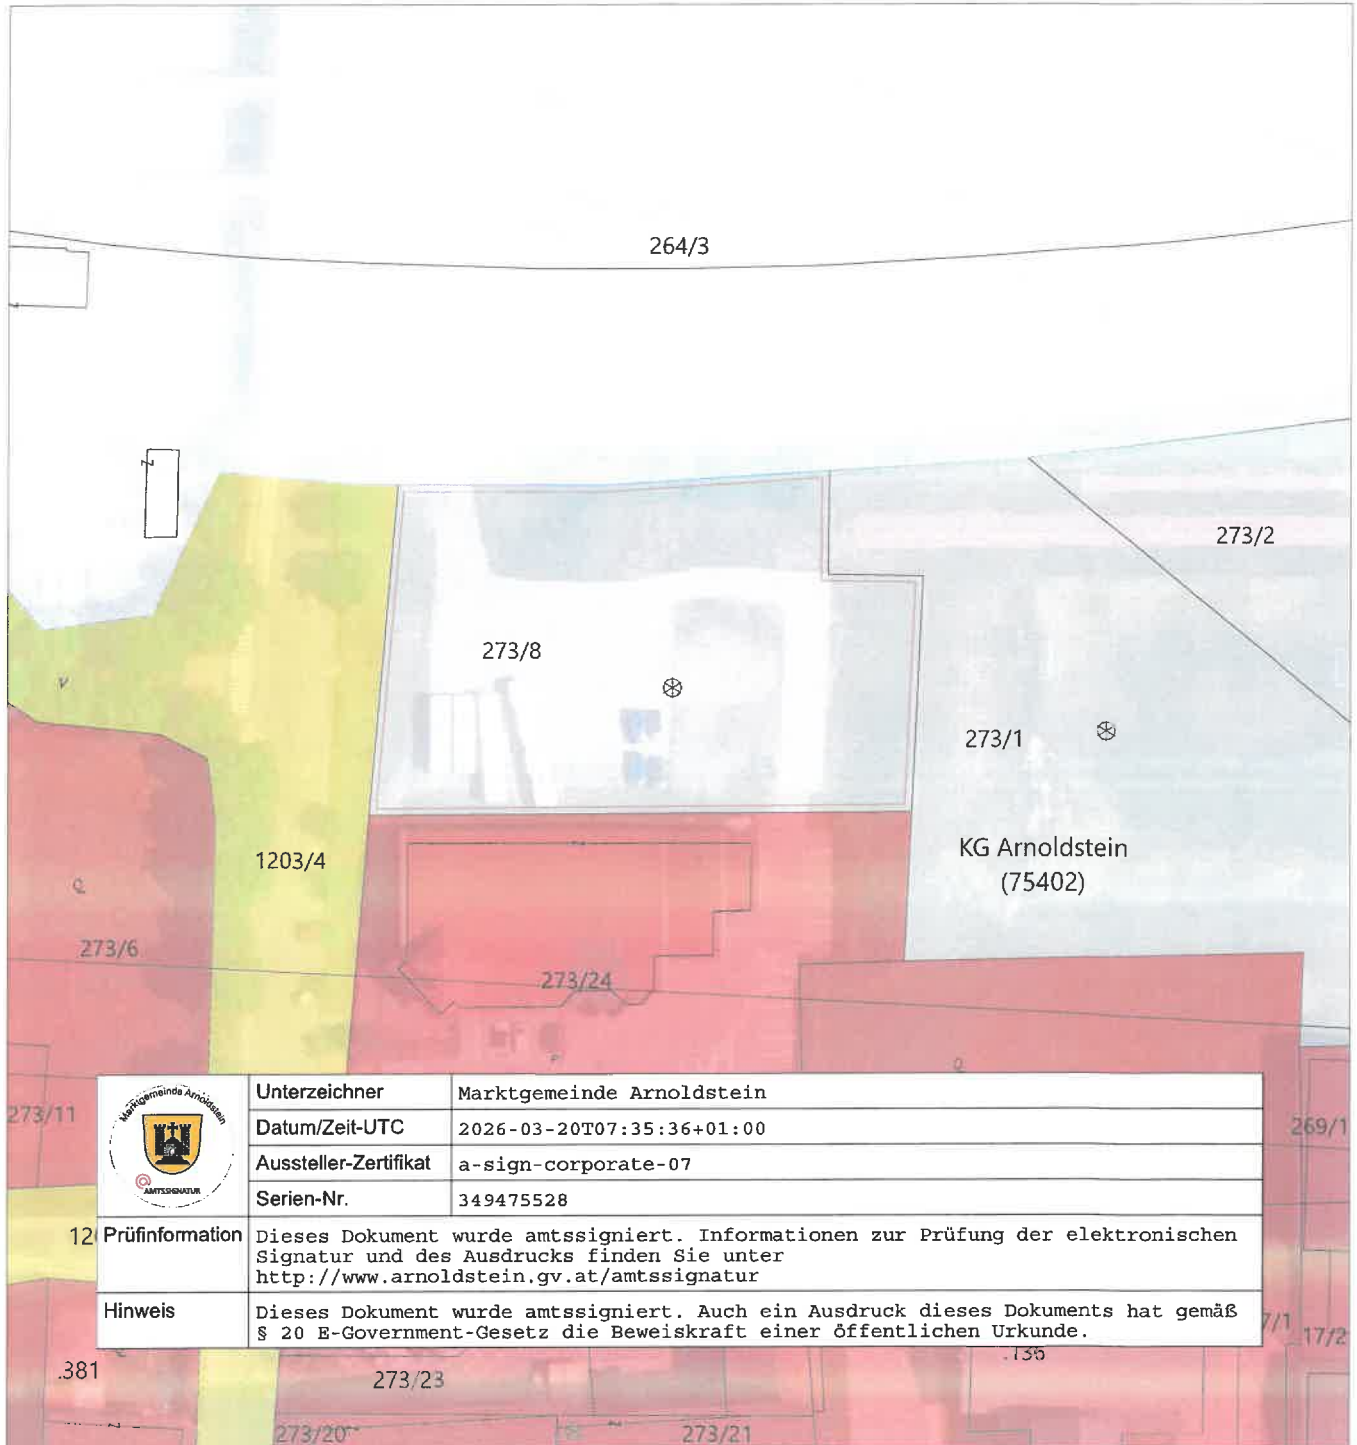 264/3
273/2
273/8
273/1
1203/4
KG Arnoldstein
(75402)
273/6
273/24
273/11
269/1
Marktgemeinde Arnoldstein
AMTSSIGNATUR
Unterzeichner Marktgemeinde Arnoldstein
Datum/Zeit-UTC 2026-03-20T07:35:36+01:00
Aussteller-Zertifikat a-sign-corporate-07
Serien-Nr. 349475528
Prüfinformation Dieses Dokument wurde amtssigniert. Informationen zur Prüfung der elektronischen
Signatur und des Ausdrucks finden Sie unter
http://www.arnoldstein.gv.at/amtssignatur
Hinweis Dieses Dokument wurde amtssigniert. Auch ein Ausdruck dieses Dokuments hat gemäß
§ 20 E-Government-Gesetz die Beweiskraft einer öffentlichen Urkunde.
7/1
17/2
.381
273/23
.136
273/20
273/21